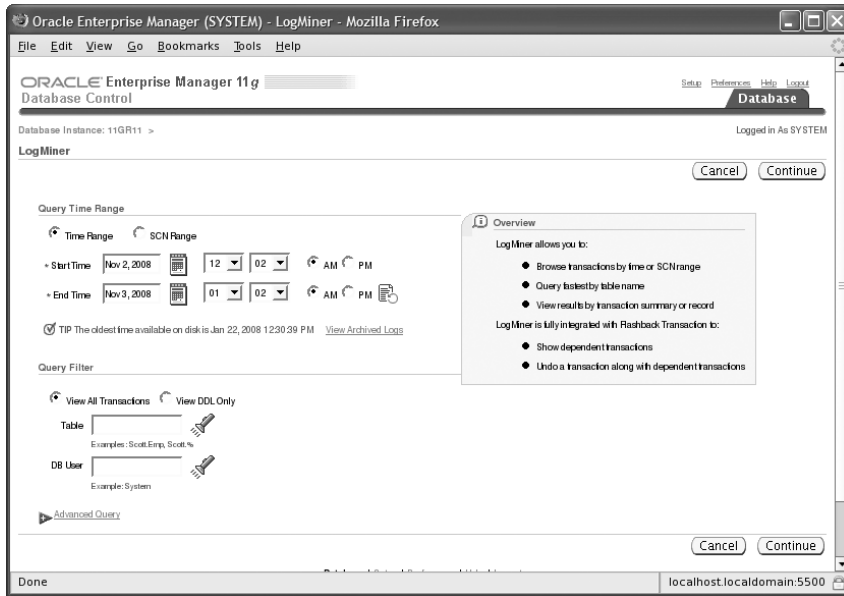 Oracle Enterprise Manager (SYSTEM) - LogMiner - Mozilla Firefox
File Edit View Go Bookmarks Tools Help
ORACLE Enterprise Manager 11g
Database Control
Setup Preferences Help Logout
Database
Database Instance: 11GR11 >
Logged in As SYSTEM
LogMiner
Cancel Continue
Query Time Range
Time Range SCN Range
* Start Time Nov 2, 2008 12 02 AM PM
* End Time Nov 3, 2008 01 02 AM PM
TIP The oldest time available on disk is Jan 22, 2008 12:30:39 PM View Archived Logs
Overview
LogMiner allows you to:
Browse transactions by time or SCN range
Query fastest by table name
View results by transaction summary or record
LogMiner is fully integrated with Flashback Transaction to:
Show dependent transactions
Undo a transaction along with dependent transactions
Query Filter
View All Transactions View DDL Only
Table
Examples: Scott.Emp, Scott.%
DB User
Example: System
Advanced Query
Cancel Continue
Done
localhost.localdomain:5500